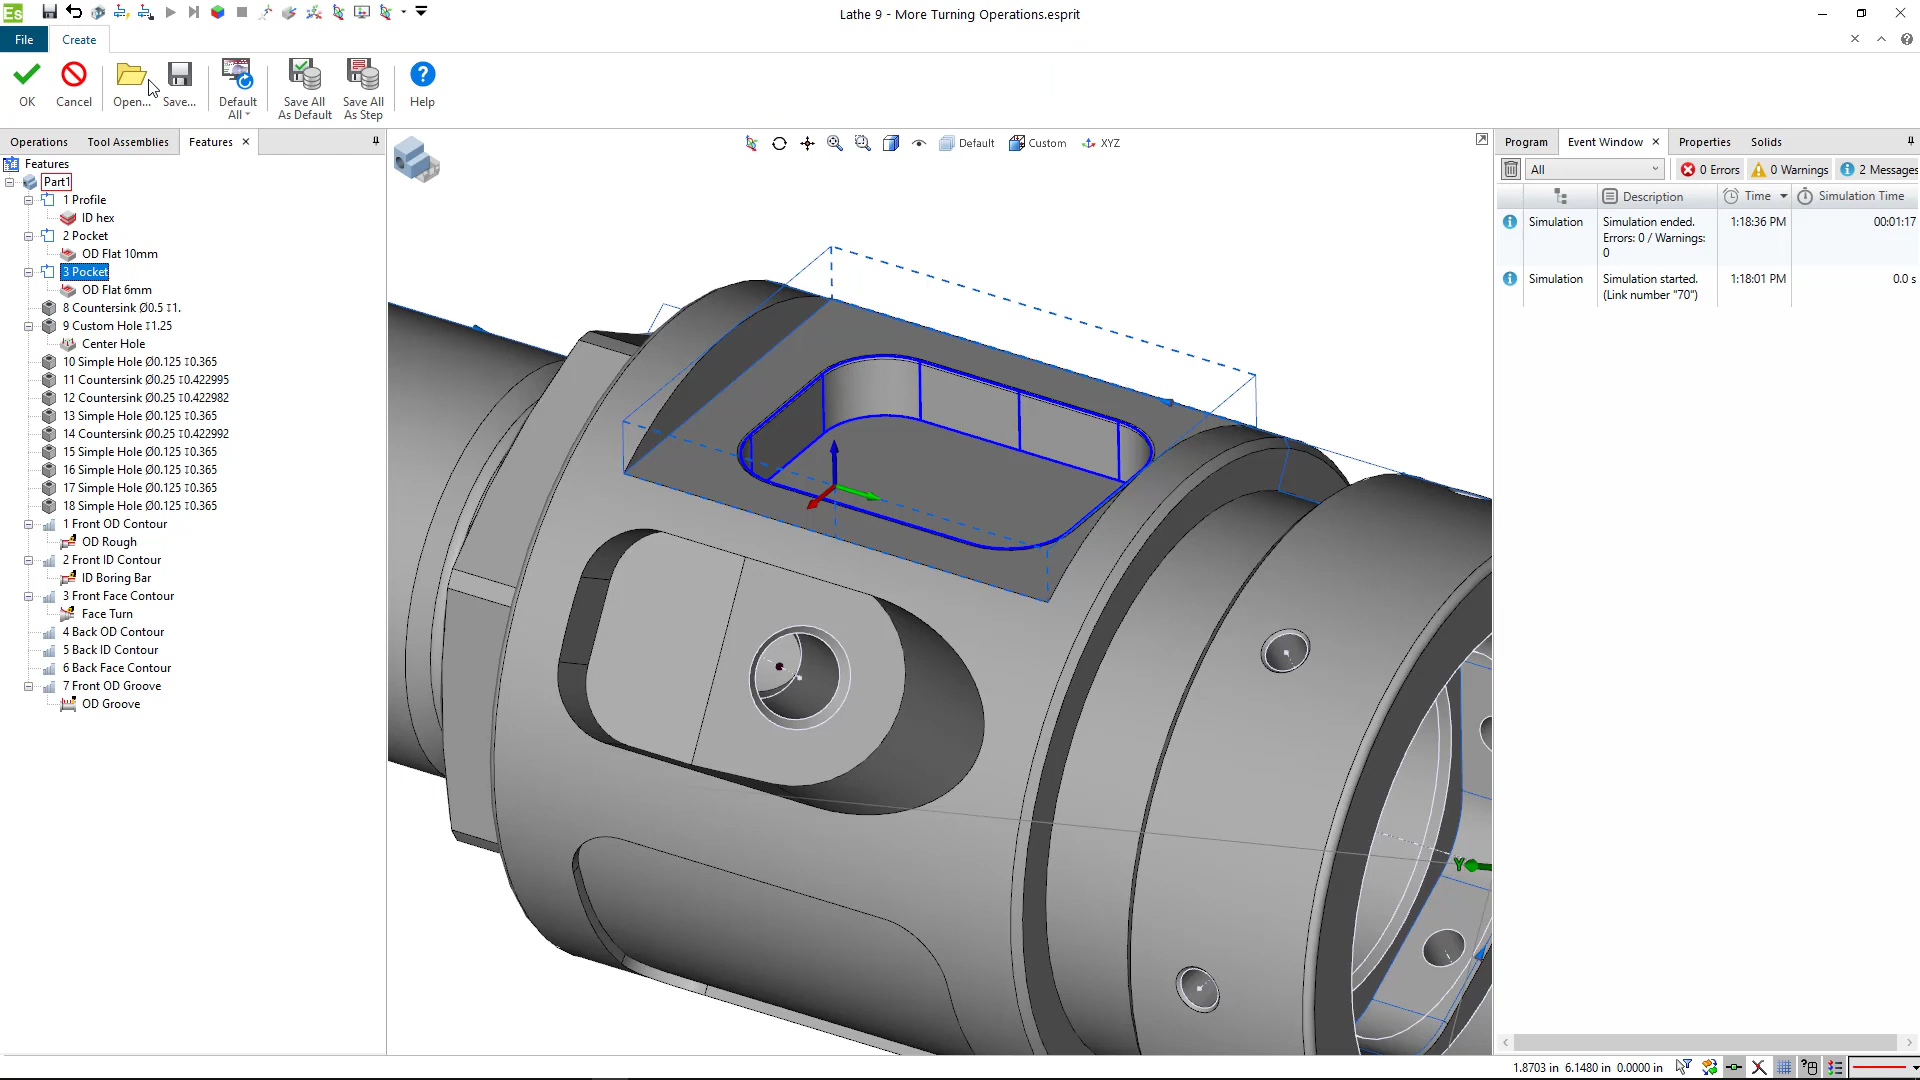 Es
Lathe 9 - More Turning Operations.esprit
File
Create
OK
Cancel
Open...
Save...
Default
All
Save All
As Default
Save All
As Step
Help
Operations
Tool Assemblies
Features
Features
Part1
1 Profile
ID hex
2 Pocket
OD Flat 10mm
3 Pocket
OD Flat 6mm
8 Countersink Ø0.5 ↧1.
9 Custom Hole ↧1.25
Center Hole
10 Simple Hole Ø0.125 ↧0.365
11 Countersink Ø0.25 ↧0.422995
12 Countersink Ø0.25 ↧0.422982
13 Simple Hole Ø0.125 ↧0.365
14 Countersink Ø0.25 ↧0.422992
15 Simple Hole Ø0.125 ↧0.365
16 Simple Hole Ø0.125 ↧0.365
17 Simple Hole Ø0.125 ↧0.365
18 Simple Hole Ø0.125 ↧0.365
1 Front OD Contour
OD Rough
2 Front ID Contour
ID Boring Bar
3 Front Face Contour
Face Turn
4 Back OD Contour
5 Back ID Contour
6 Back Face Contour
7 Front OD Groove
OD Groove
Default
Custom
XYZ
Y
Program
Event Window
Properties
Solids
All
0 Errors
0 Warnings
2 Messages
Description
Time
Simulation Time
Simulation
Simulation ended.
Errors: 0 / Warnings:
0
1:18:36 PM
00:01:17
Simulation
Simulation started.
(Link number "70")
1:18:01 PM
0.0 s
1.8703 in 6.1480 in 0.0000 in